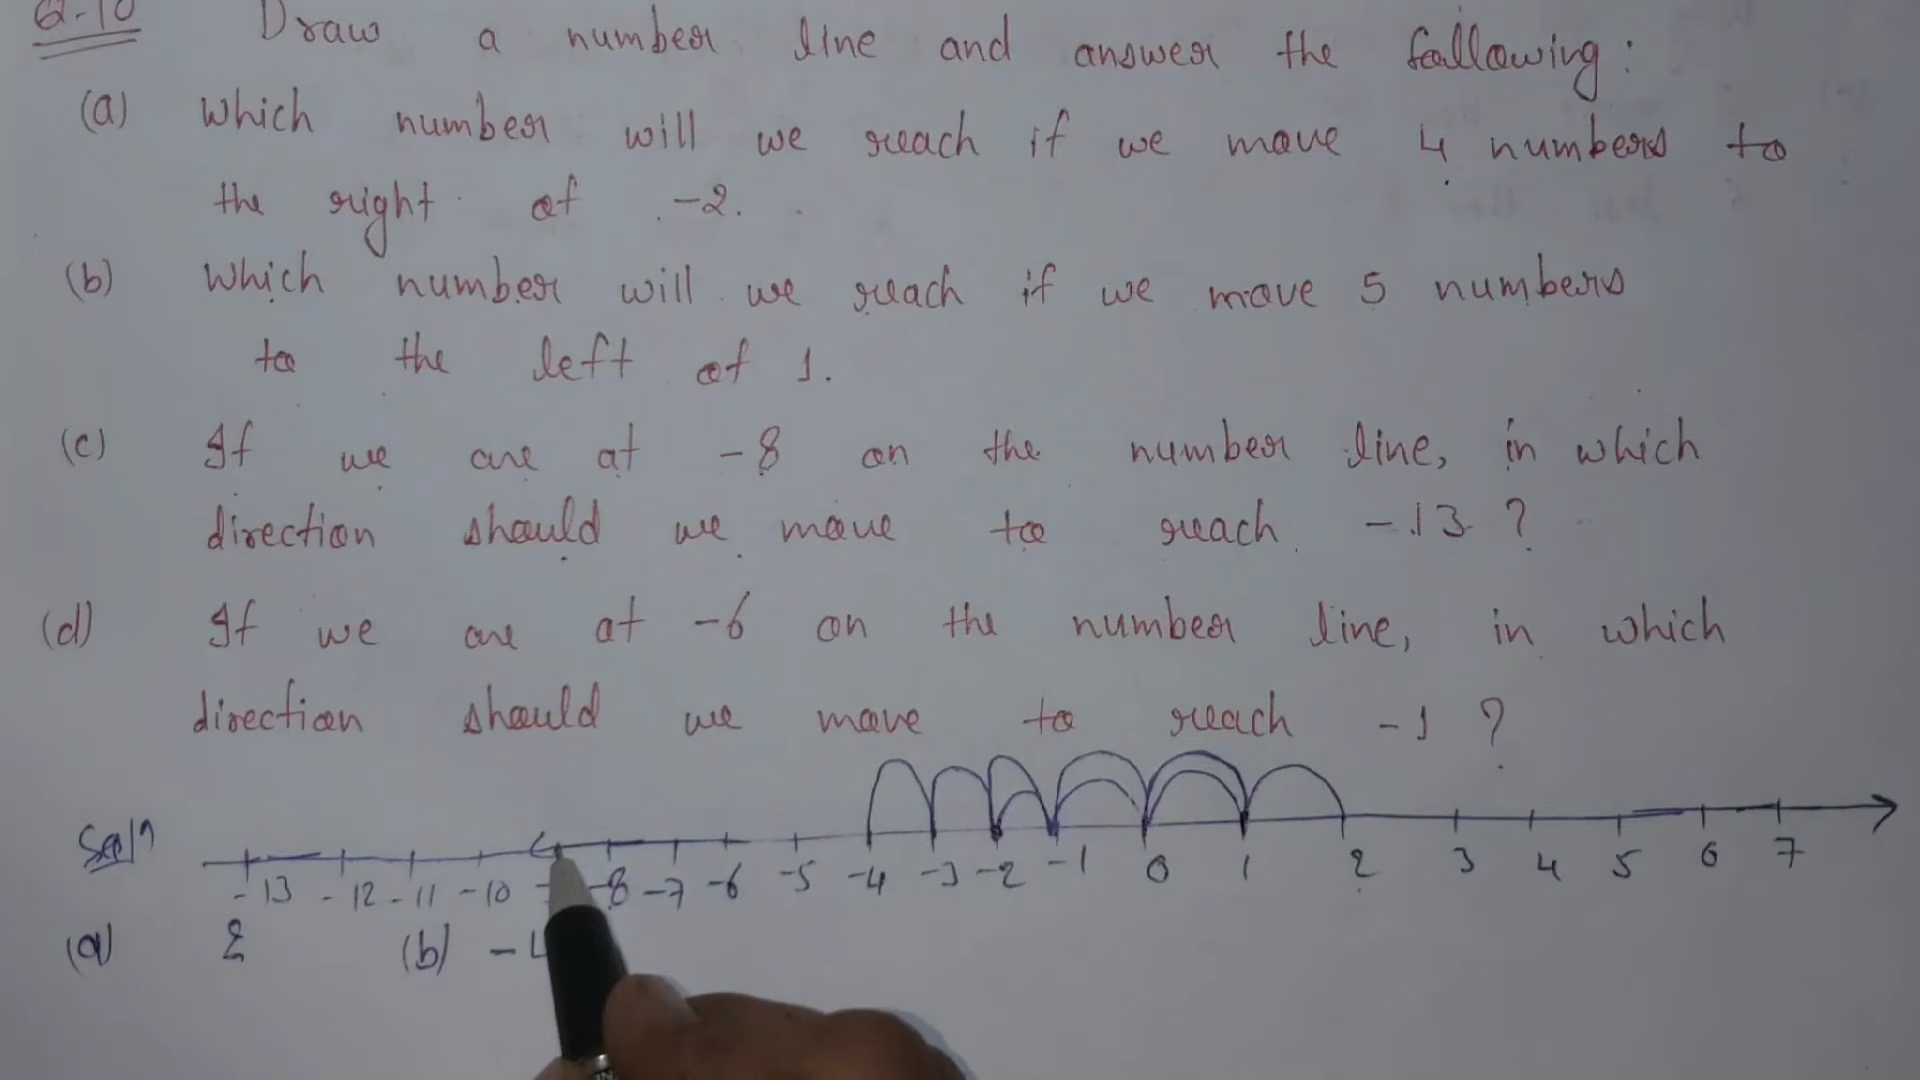 Q-10 Draw a number line and answer the following:
(a) Which number will we reach if we move 4 numbers to
the right of -2.
(b) Which number will we reach if we move 5 numbers
to the left of 1.
(c) If we are at -8 on the number line, in which
direction should we move to reach -13 ?
(d) If we are at -6 on the number line, in which
direction should we move to reach -1 ?
Sol?
-13 -12 -11 -10 -8 -7 -6 -5 -4 -3 -2 -1 0 1 2 3 4 5 6 7
(a) 2 (b) -4